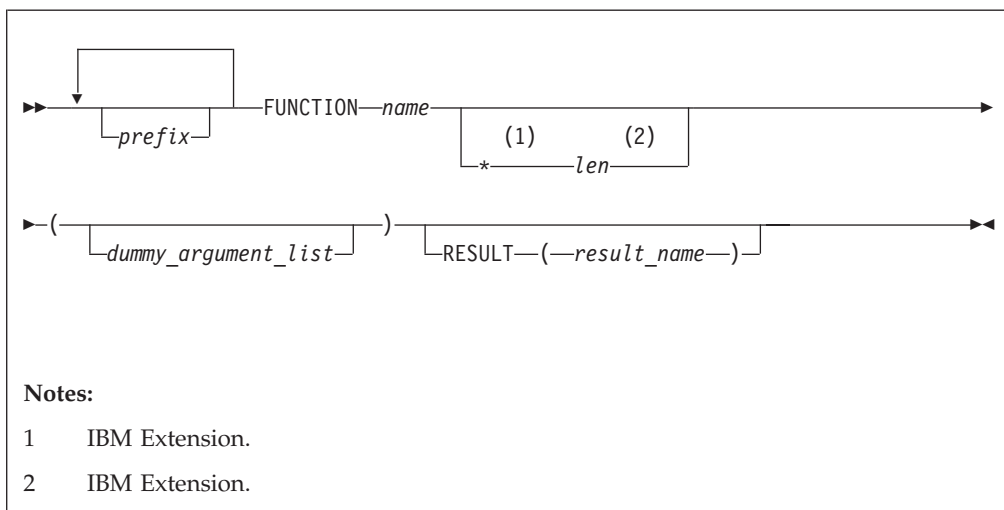 FUNCTION name
prefix
(1) (2)
* len
( )
dummy_argument_list
RESULT ( result_name )
Notes:
1 IBM Extension.
2 IBM Extension.